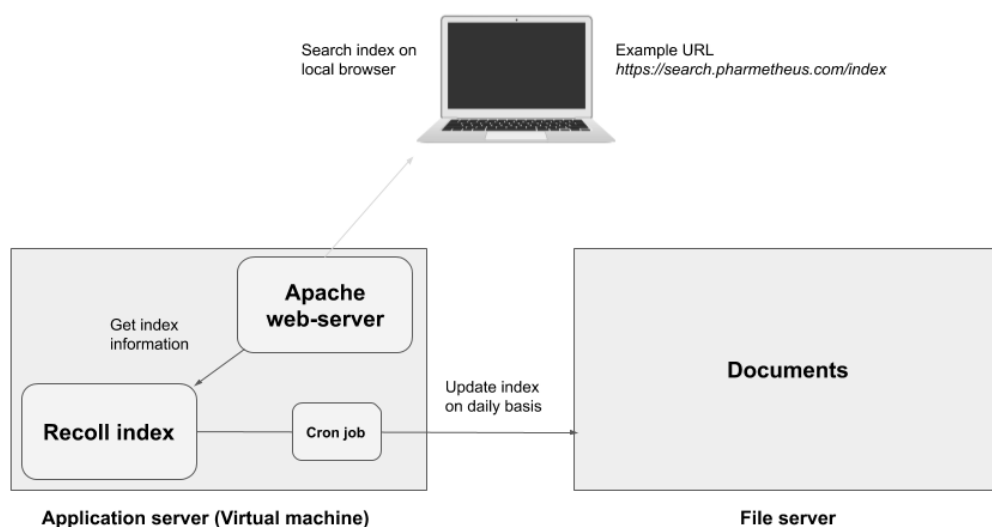 Search index on
local browser
Example URL
https://search.pharmetheus.com/index
Apache
web-server
Get index
information
Recoll index
Cron job
Update index
on daily basis
Documents
Application server (Virtual machine)
File server